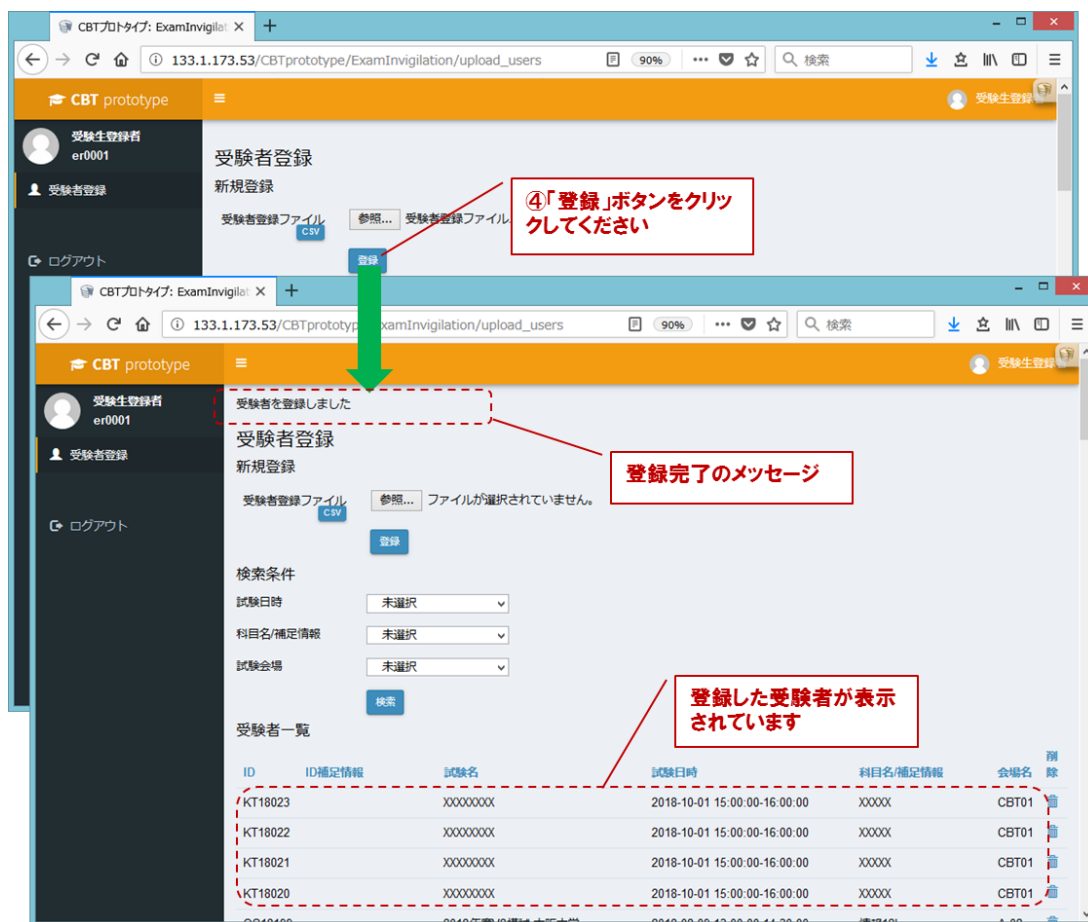 CBTプロトタイプ: ExamInvigilat
133.1.173.53/CBTprototype/ExamInvigilation/upload_users
90%
検索
CBT prototype
受験生登録
受験生登録者
er0001
受験者登録
ログアウト
受験者登録
新規登録
受験者登録ファイル
CSV
参照...
受験者登録ファイル
登録
④「登録」ボタンをクリッ
クしてください
CBTプロトタイプ: ExamInvigilat
133.1.173.53/CBTprototyp xamInvigilation/upload_users
90%
検索
CBT prototype
受験生登録
受験生登録者
er0001
受験者登録
ログアウト
受験者を登録しました
受験者登録
新規登録
登録完了のメッセージ
受験者登録ファイル
CSV
参照... ファイルが選択されていません。
登録
検索条件
試験日時 未選択
科目名/補足情報 未選択
試験会場 未選択
検索
登録した受験者が表示
されています
受験者一覧
ID ID補足情報 試験名 試験日時 科目名/補足情報 会場名 削除
KT18023 XXXXXXXX 2018-10-01 15:00:00-16:00:00 XXXXX CBT01
KT18022 XXXXXXXX 2018-10-01 15:00:00-16:00:00 XXXXX CBT01
KT18021 XXXXXXXX 2018-10-01 15:00:00-16:00:00 XXXXX CBT01
KT18020 XXXXXXXX 2018-10-01 15:00:00-16:00:00 XXXXX CBT01